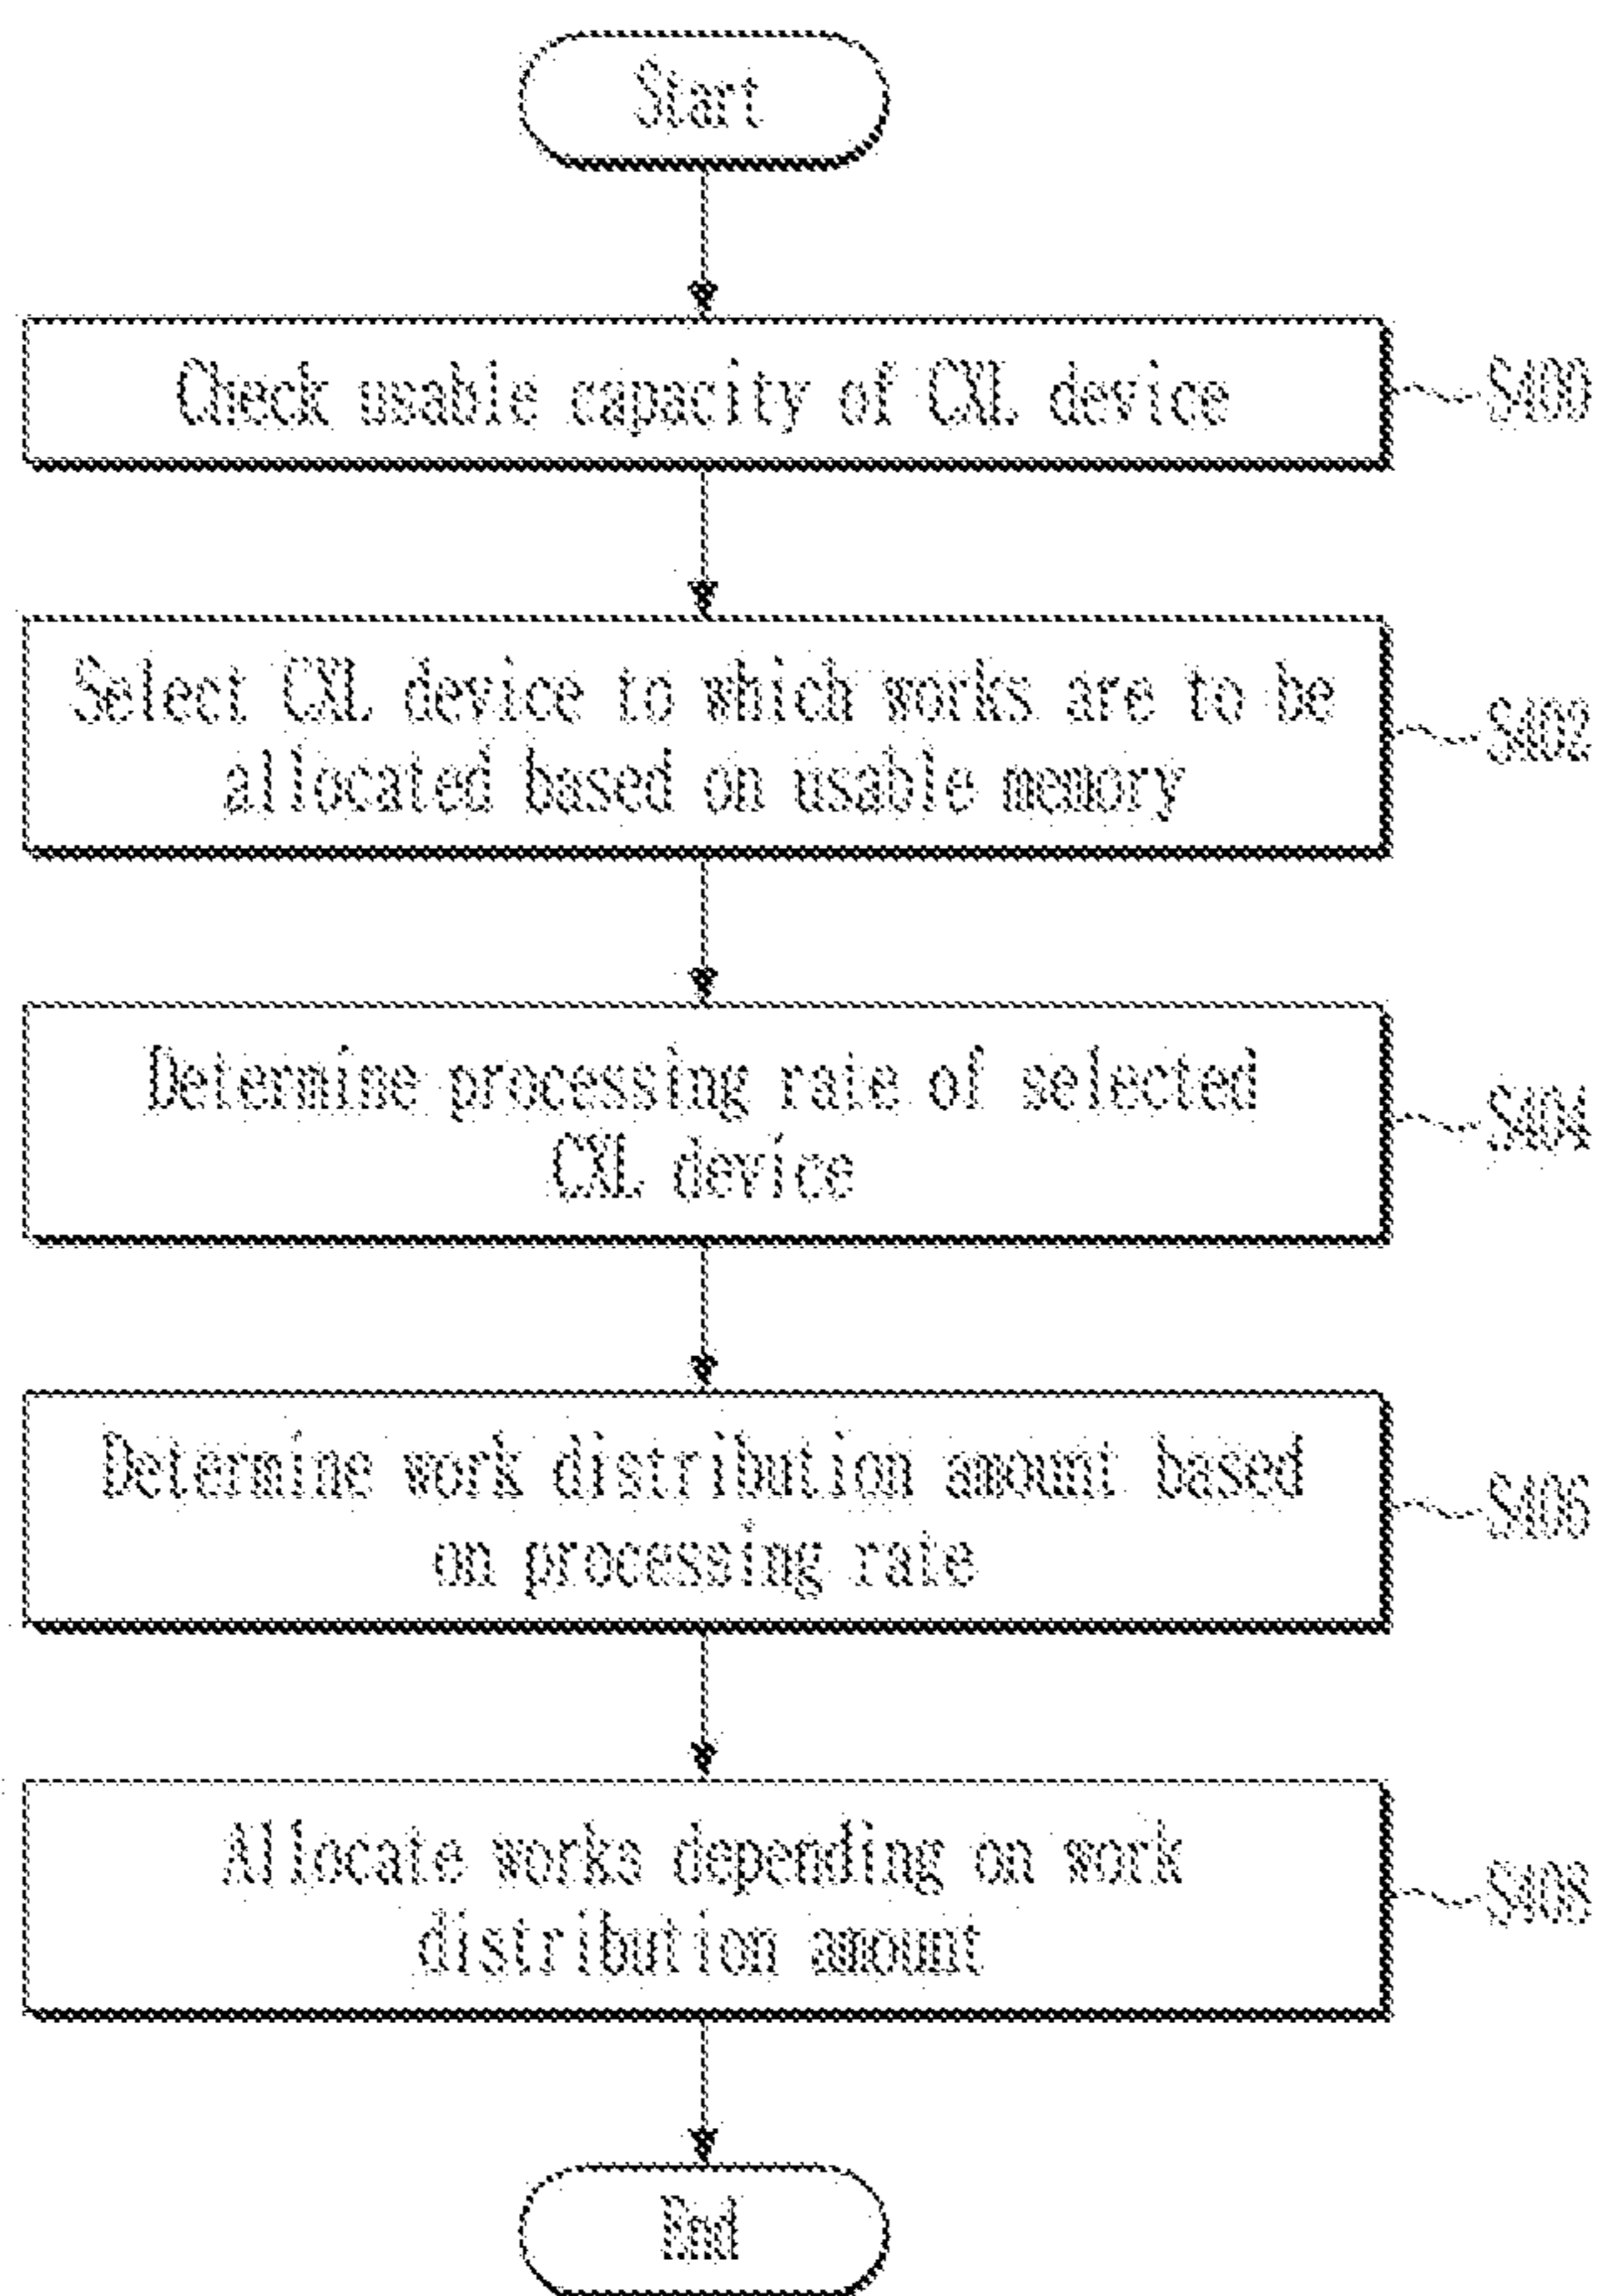 Start
Check usable capacity of CXL device
S400
Select CXL device to which works are to be
allocated based on usable memory
S402
Determine processing rate of selected
CXL device
S404
Determine work distribution amount based
on processing rate
S406
Allocate works depending on work
distribution amount
S408
End